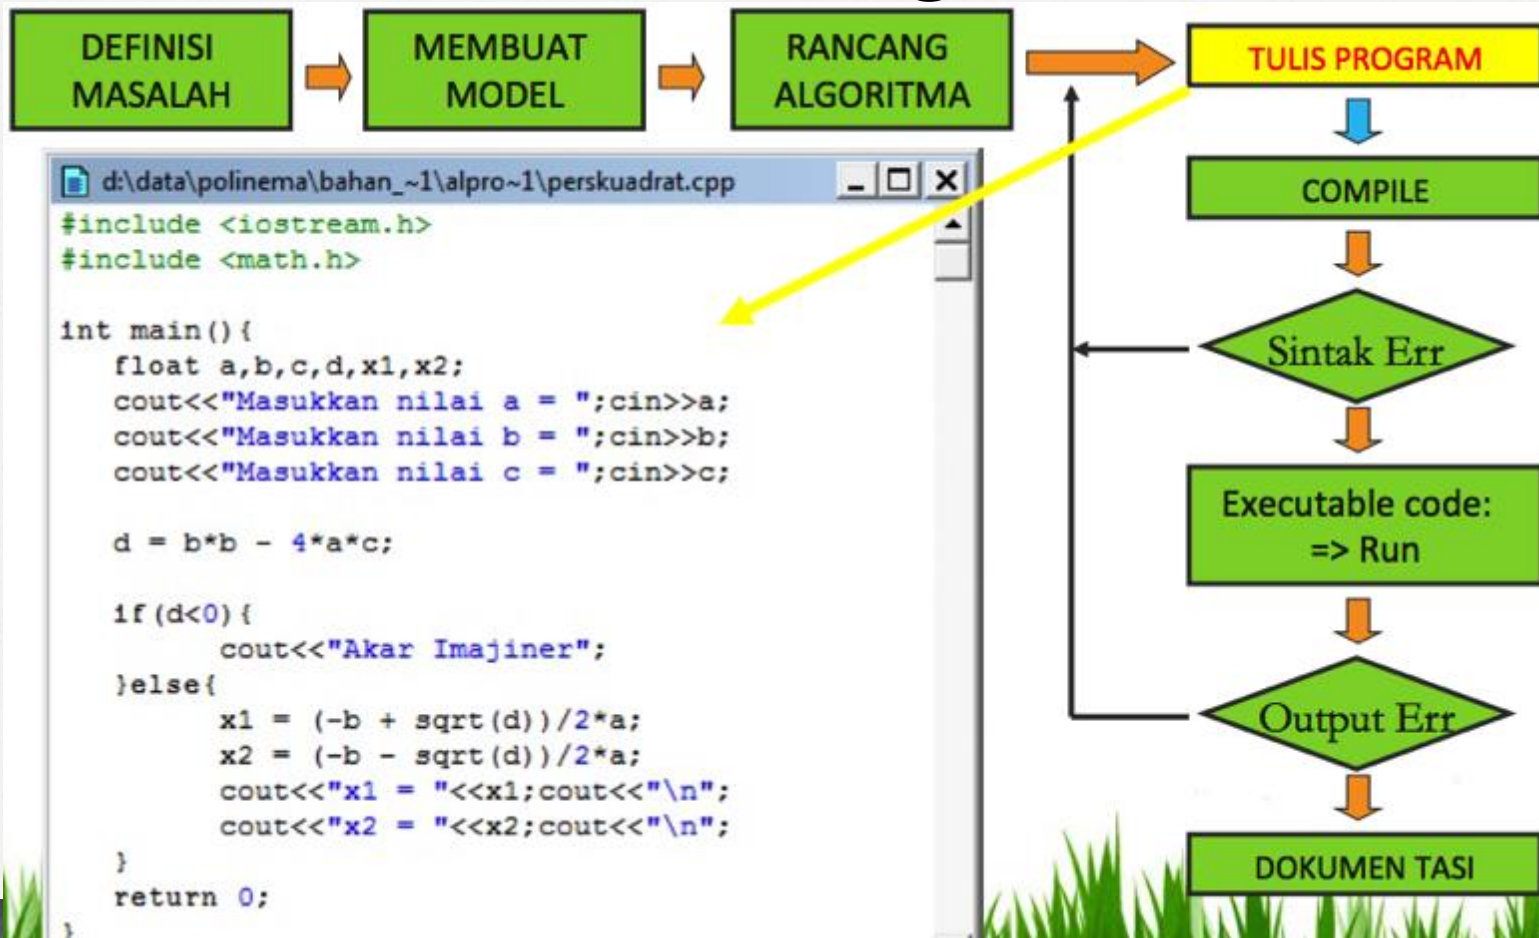 DEFINISI
MASALAH
MEMBUAT
MODEL
RANCANG
ALGORITMA
TULIS PROGRAM
COMPILE
Sintak Err
Executable code:
=> Run
Output Err
DOKUMEN TASI
d:\data\polinema\bahan_~1\alpro~1\perskuadrat.cpp
#include <iostream.h>
#include <math.h>
int main(){
float a,b,c,d,x1,x2;
cout<<"Masukkan nilai a = ";cin>>a;
cout<<"Masukkan nilai b = ";cin>>b;
cout<<"Masukkan nilai c = ";cin>>c;
d = b*b - 4*a*c;
if(d<0){
cout<<"Akar Imajiner";
}else{
x1 = (-b + sqrt(d))/2*a;
x2 = (-b - sqrt(d))/2*a;
cout<<"x1 = "<<x1;cout<<"\n";
cout<<"x2 = "<<x2;cout<<"\n";
}
return 0;
}